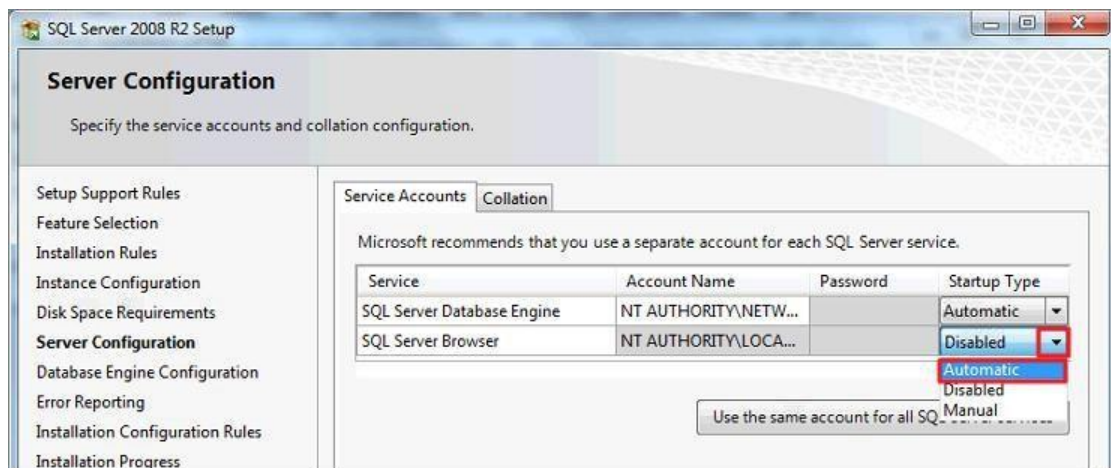 SQL Server 2008 R2 Setup
Server Configuration
Specify the service accounts and collation configuration.
Setup Support Rules
Feature Selection
Installation Rules
Instance Configuration
Disk Space Requirements
Server Configuration
Database Engine Configuration
Error Reporting
Installation Configuration Rules
Installation Progress
Service Accounts Collation
Microsoft recommends that you use a separate account for each SQL Server service.
Service Account Name Password Startup Type
SQL Server Database Engine NT AUTHORITY\NETW... Automatic
SQL Server Browser NT AUTHORITY\LOCA... Disabled
Automatic
Disabled
Manual
Use the same account for all